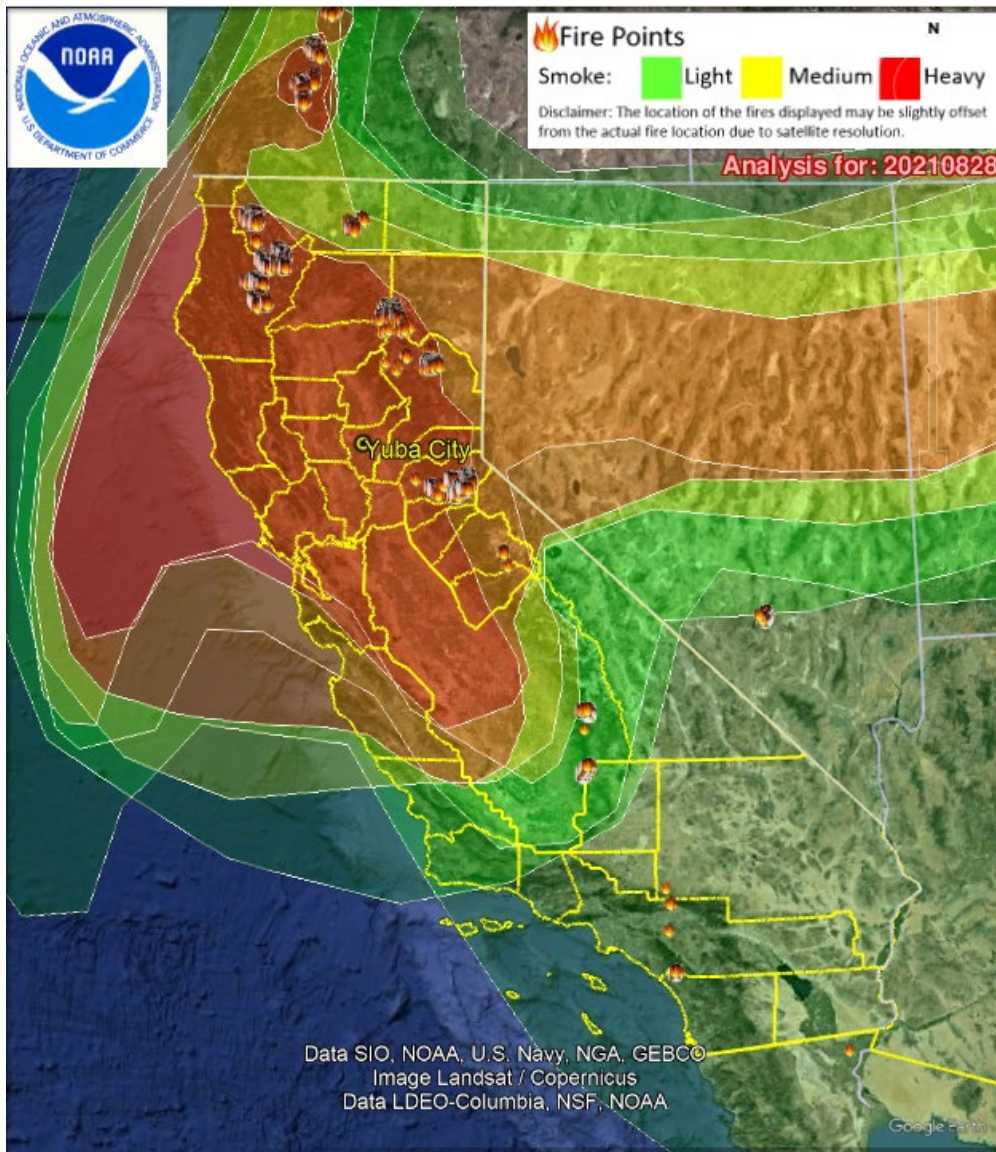 NATIONAL OCEANIC AND ATMOSPHERIC ADMINISTRATION
NOAA
U.S. DEPARTMENT OF COMMERCE
Fire Points
N
Smoke: Light Medium Heavy
Disclaimer: The location of the fires displayed may be slightly offset
from the actual fire location due to satellite resolution.
Analysis for: 20210828
Yuba City
Data SIO, NOAA, U.S. Navy, NGA, GEBCO
Image Landsat / Copernicus
Data LDEO-Columbia, NSF, NOAA
Google Earth